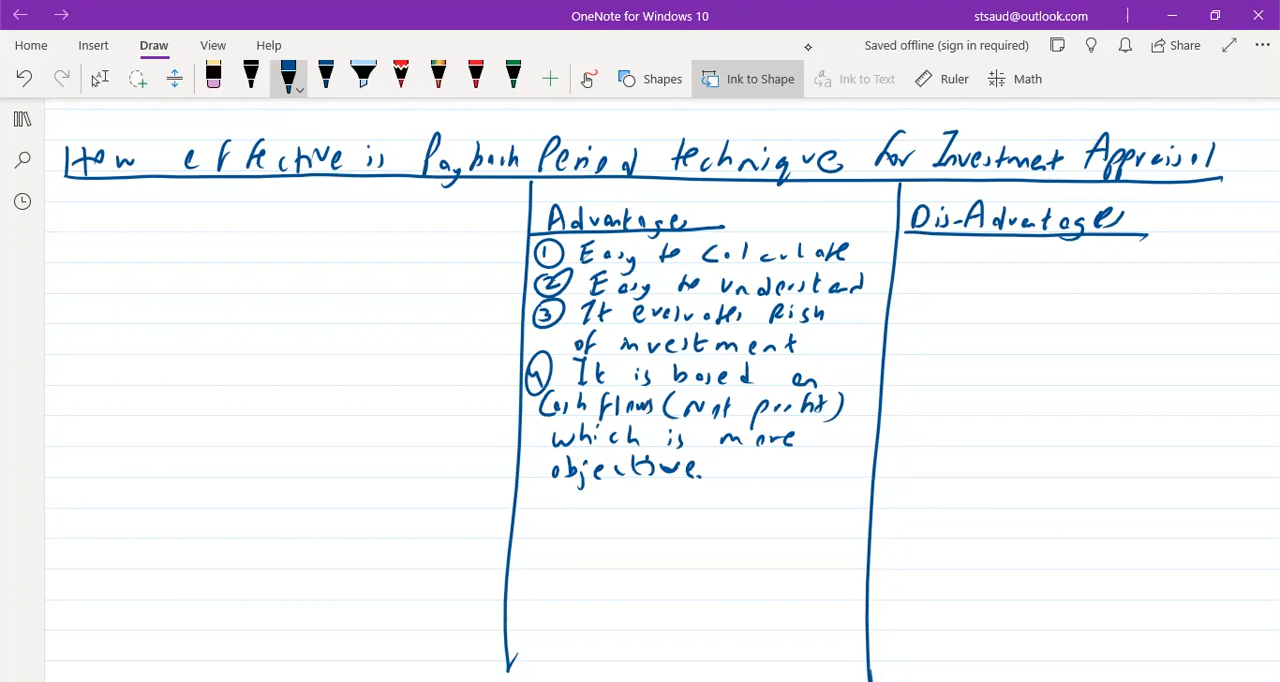 OneNote for Windows 10
stsaud@outlook.com
Home Insert Draw View Help
Saved offline (sign in required)
Share
Shapes
Ink to Shape
Ink to Text
Ruler
Math
How effective is Payback Period technique for Investment Appraisal
Advantages
① Easy to Calculate
② Easy to understand
③ It evaluates Risk
of investment
④ It is based on
Cash flows (Not profit)
which is more
objective.
Dis-Advantages